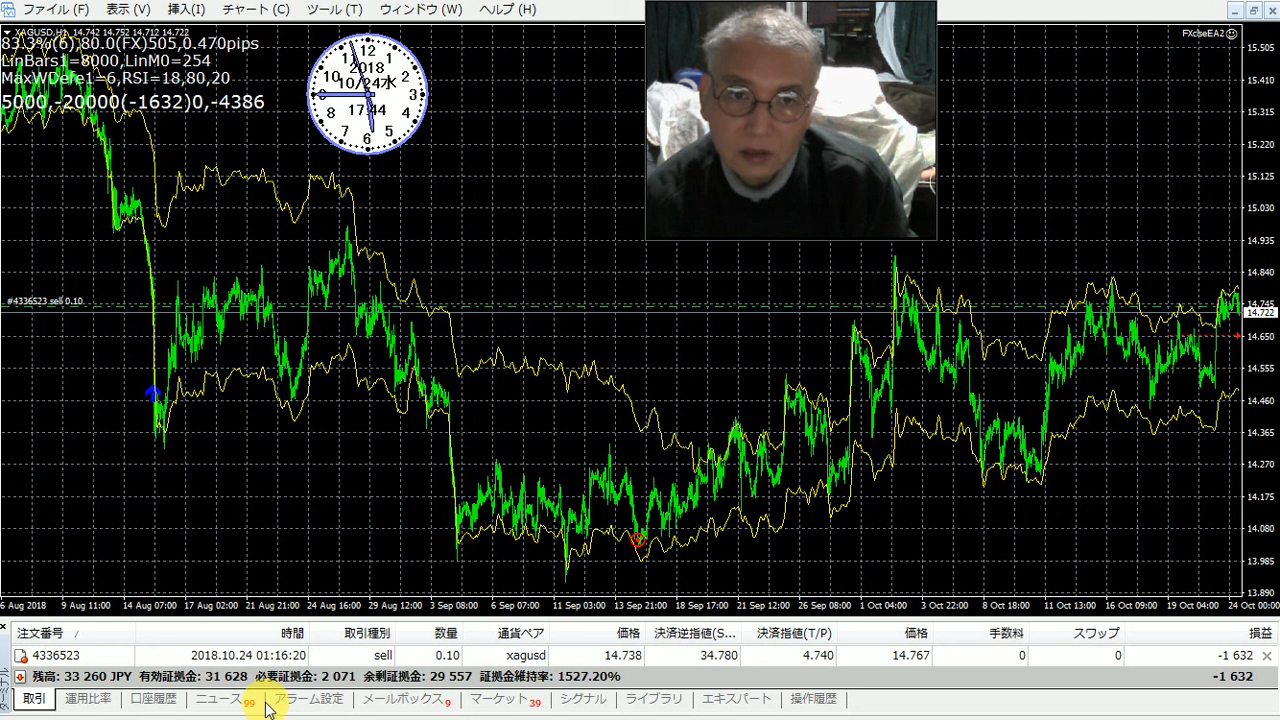 ファイル (F) 表示 (V) 挿入(I) チャート (C) ツール (T) ウィンドウ (W) ヘルプ (H)
XAGUSD,H1 14.742 14.752 14.712 14.722
FXciseEA2
83.3%(6),80.0(FX)505,0.470pips
LinBars1=8000,LinM0=254
MaxWDefe1=6,RSI=18,80,20
5000,-20000(-1632)0,-4386
12
11 1
2018
10 2
10/24水
9 3
17:44
8 4
7 5
6
#4336523 sell 0.10
15.505
15.410
15.315
15.220
15.125
15.030
14.935
14.840
14.745
14.722
14.650
14.555
14.460
14.365
14.270
14.175
14.080
13.985
13.890
6 Aug 2018 9 Aug 11:00 14 Aug 07:00 17 Aug 02:00 21 Aug 21:00 24 Aug 16:00 29 Aug 12:00 3 Sep 08:00 6 Sep 07:00 11 Sep 03:00 13 Sep 21:00 18 Sep 17:00 21 Sep 12:00 26 Sep 08:00 1 Oct 04:00 3 Oct 22:00 8 Oct 18:00 11 Oct 13:00 16 Oct 09:00 19 Oct 04:00 24 Oct 00:00
注文番号 時間 取引種別 数量 通貨ペア 価格 決済逆指値(S... 決済指値(T/P) 価格 手数料 スワップ 損益
4336523 2018.10.24 01:16:20 sell 0.10 xagusd 14.738 34.780 4.740 14.767 0 0 -1 632
残高: 33 260 JPY 有効証拠金: 31 628 必要証拠金: 2 071 余剰証拠金: 29 557 証拠金維持率: 1527.20% -1 632
取引 運用比率 口座履歴 ニュース 99 アラーム設定 メールボックス 9 マーケット 39 シグナル ライブラリ エキスパート 操作履歴